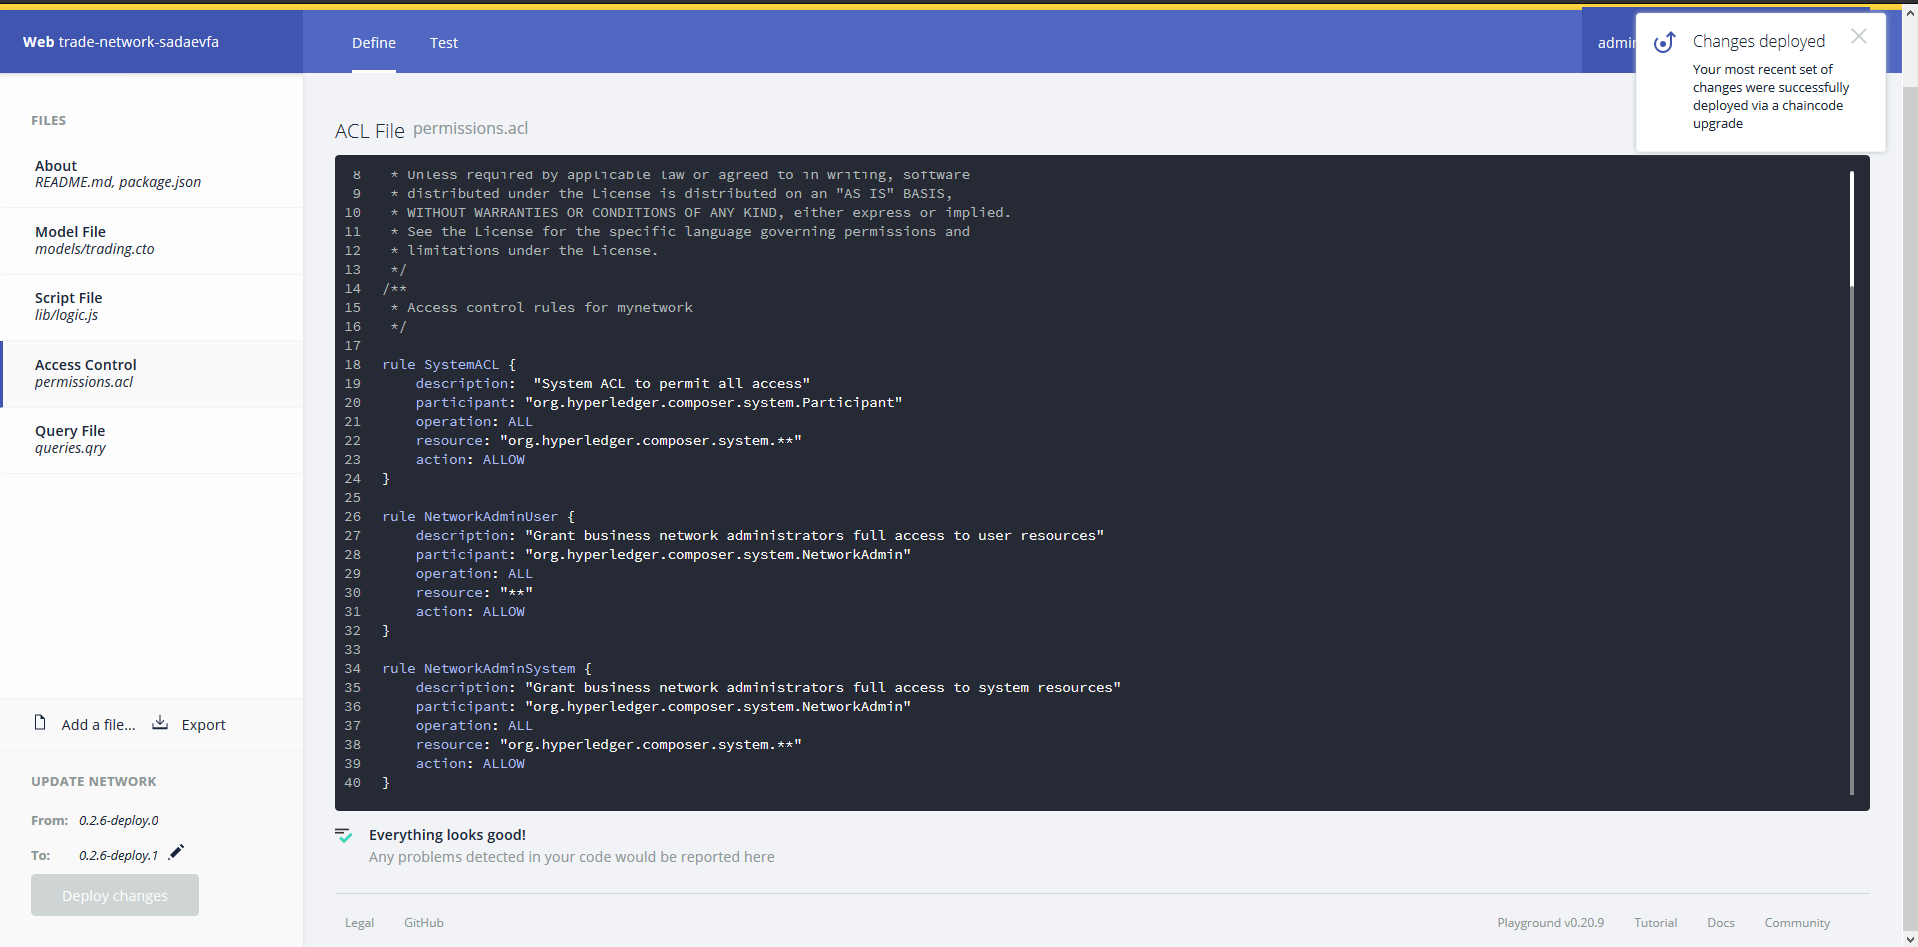 Web trade-network-sadaevfa
Define
Test
admin
Changes deployed
Your most recent set of
changes were successfully
deployed via a chaincode
upgrade
FILES
About
README.md, package.json
Model File
models/trading.cto
Script File
lib/logic.js
Access Control
permissions.acl
Query File
queries.qry
Add a file...
Export
UPDATE NETWORK
From: 0.2.6-deploy.0
To: 0.2.6-deploy.1
Deploy changes
ACL File permissions.acl
8 * Unless required by applicable law or agreed to in writing, software
9 * distributed under the License is distributed on an "AS IS" BASIS,
10 * WITHOUT WARRANTIES OR CONDITIONS OF ANY KIND, either express or implied.
11 * See the License for the specific language governing permissions and
12 * limitations under the License.
13 */
14 /**
15 * Access control rules for mynetwork
16 */
17
18 rule SystemACL {
19 description: "System ACL to permit all access"
20 participant: "org.hyperledger.composer.system.Participant"
21 operation: ALL
22 resource: "org.hyperledger.composer.system.**"
23 action: ALLOW
24 }
25
26 rule NetworkAdminUser {
27 description: "Grant business network administrators full access to user resources"
28 participant: "org.hyperledger.composer.system.NetworkAdmin"
29 operation: ALL
30 resource: "**"
31 action: ALLOW
32 }
33
34 rule NetworkAdminSystem {
35 description: "Grant business network administrators full access to system resources"
36 participant: "org.hyperledger.composer.system.NetworkAdmin"
37 operation: ALL
38 resource: "org.hyperledger.composer.system.**"
39 action: ALLOW
40 }
Everything looks good!
Any problems detected in your code would be reported here
Legal
GitHub
Playground v0.20.9
Tutorial
Docs
Community